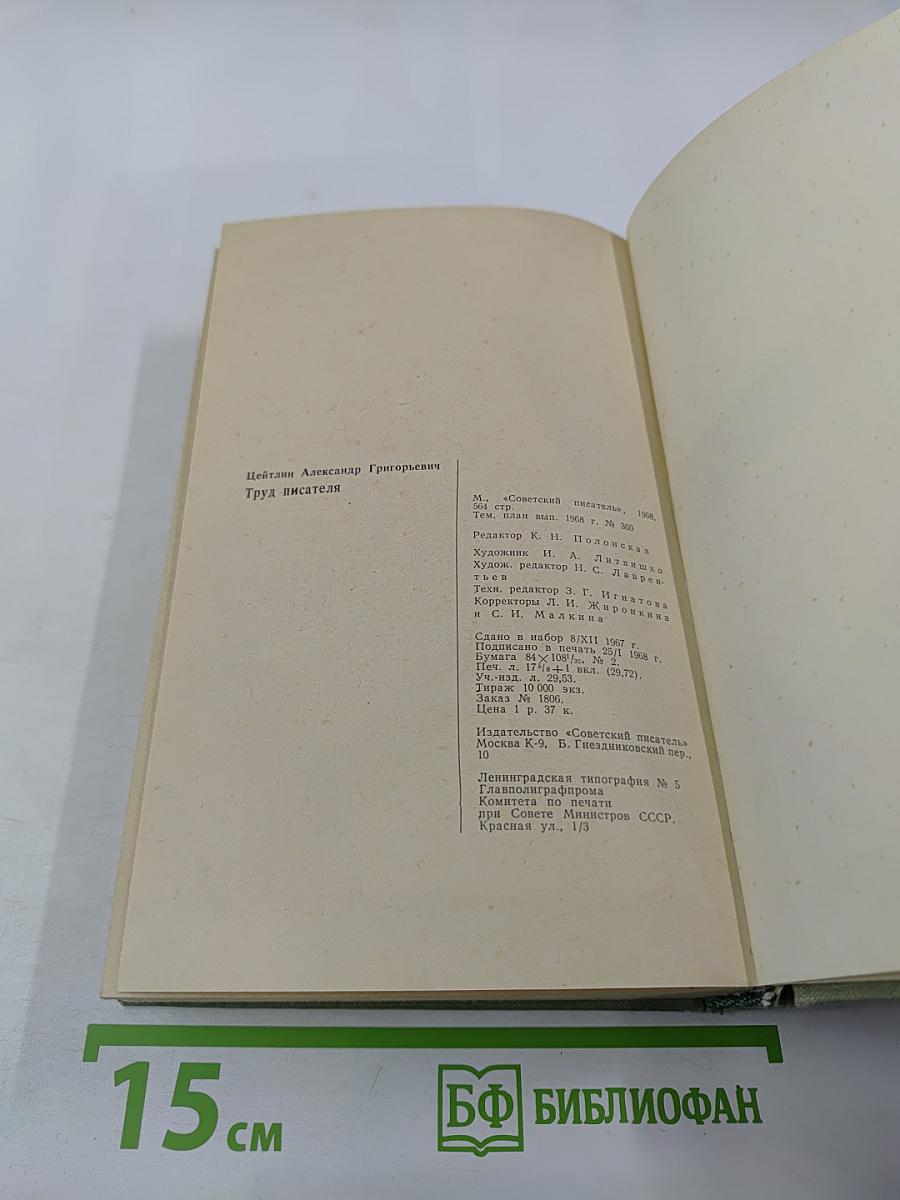 Цейтлин Александр Григорьевич
Труд писателя
М., «Советский писатель», 1968,
564 стр.
Тем. план вып. 1968 г. № 360
Редактор К. Н. Полонская
Художник И. А. Литвишко
Худож. редактор Н. С. Лаврен-
тьев
Техн. редактор З. Г. Игнатова
Корректоры Л. И. Жиронкина
и С. И. Малкина
Сдано в набор 8/XII 1967 г.
Подписано в печать 25/I 1968 г.
Бумага 84×108¹/₃₂. № 2.
Печ. л. 17⁵/₈+1 вкл. (29,72).
Уч.-изд. л. 29,53.
Тираж 10 000 экз.
Заказ № 1806.
Цена 1 р. 37 к.
Издательство «Советский писатель»
Москва К-9, Б. Гнездниковский пер.,
10
Ленинградская типография № 5
Главполиграфпрома
Комитета по печати
при Совете Министров СССР.
Красная ул., 1/3
15 см
БФ БИБЛИОФАН